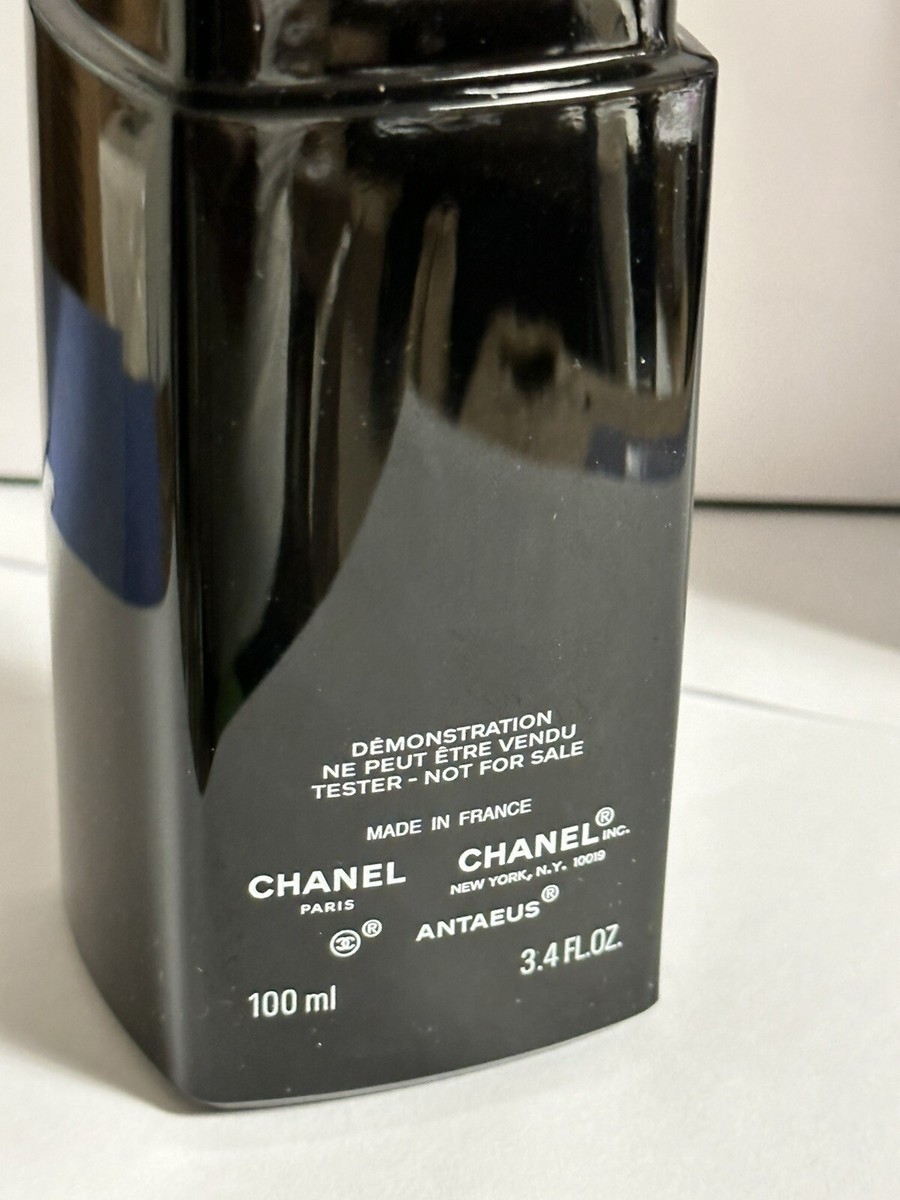 DÊMONSTRATION
NE PEUT ÊTRE VENDU
TESTER - NOT FOR SALE
MADE IN FRANCE
CHANEL
PARIS
CHANEL® INC.
NEW YORK, N.Y. 10019
®
ANTAEUS®
100 ml
3.4 FL.OZ.